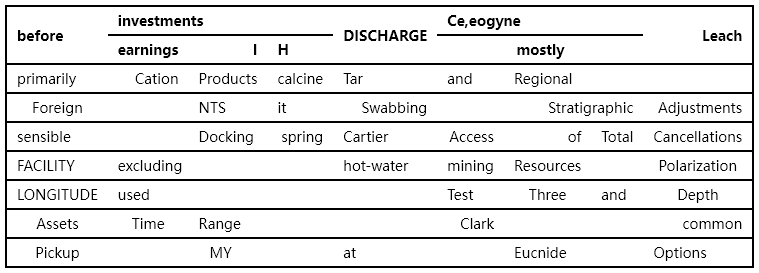 before investments DISCHARGE Ce,eogyne Leach
earnings I H mostly
primarily Cation Products calcine Tar and Regional
Foreign NTS it Swabbing Stratigraphic Adjustments
sensible Docking spring Cartier Access of Total Cancellations
FACILITY excluding hot-water mining Resources Polarization
LONGITUDE used Test Three and Depth
Assets Time Range Clark common
Pickup MY at Eucnide Options